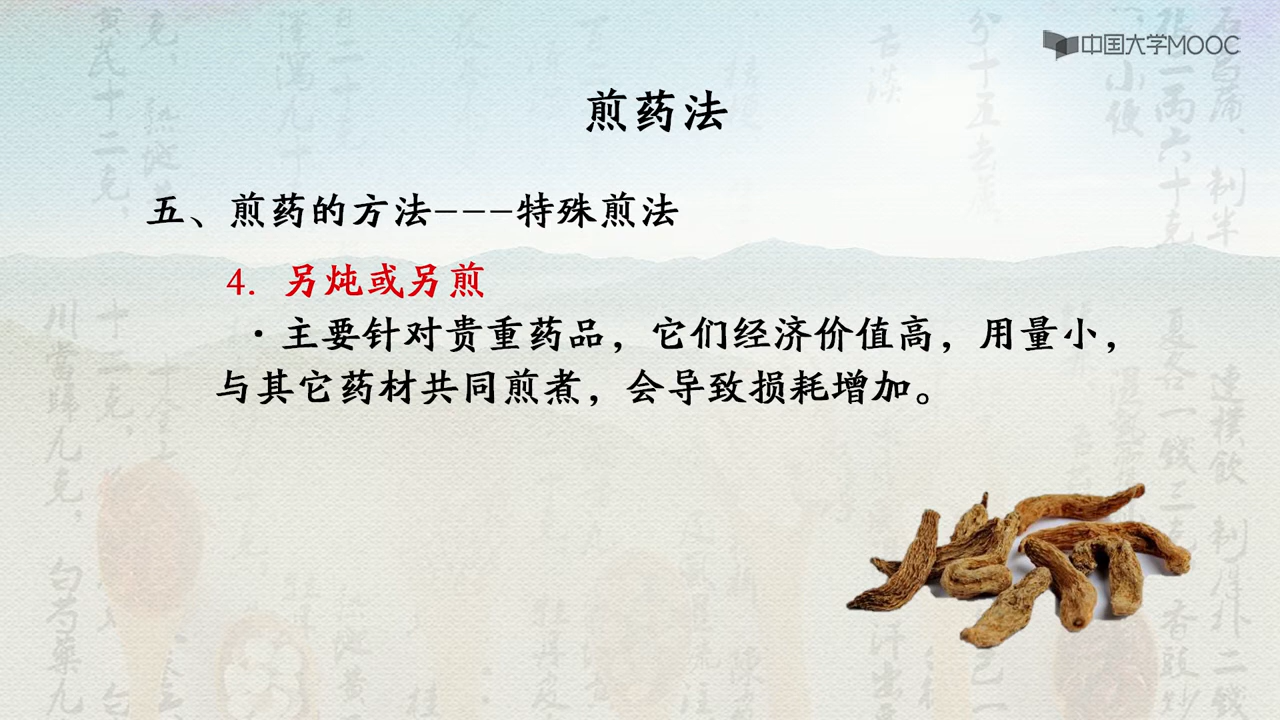 中国大学MOOC
煎药法
五、煎药的方法---特殊煎法
4. 另炖或另煎
·主要针对贵重药品，它们经济价值高，用量小，
与其它药材共同煎煮，会导致损耗增加。